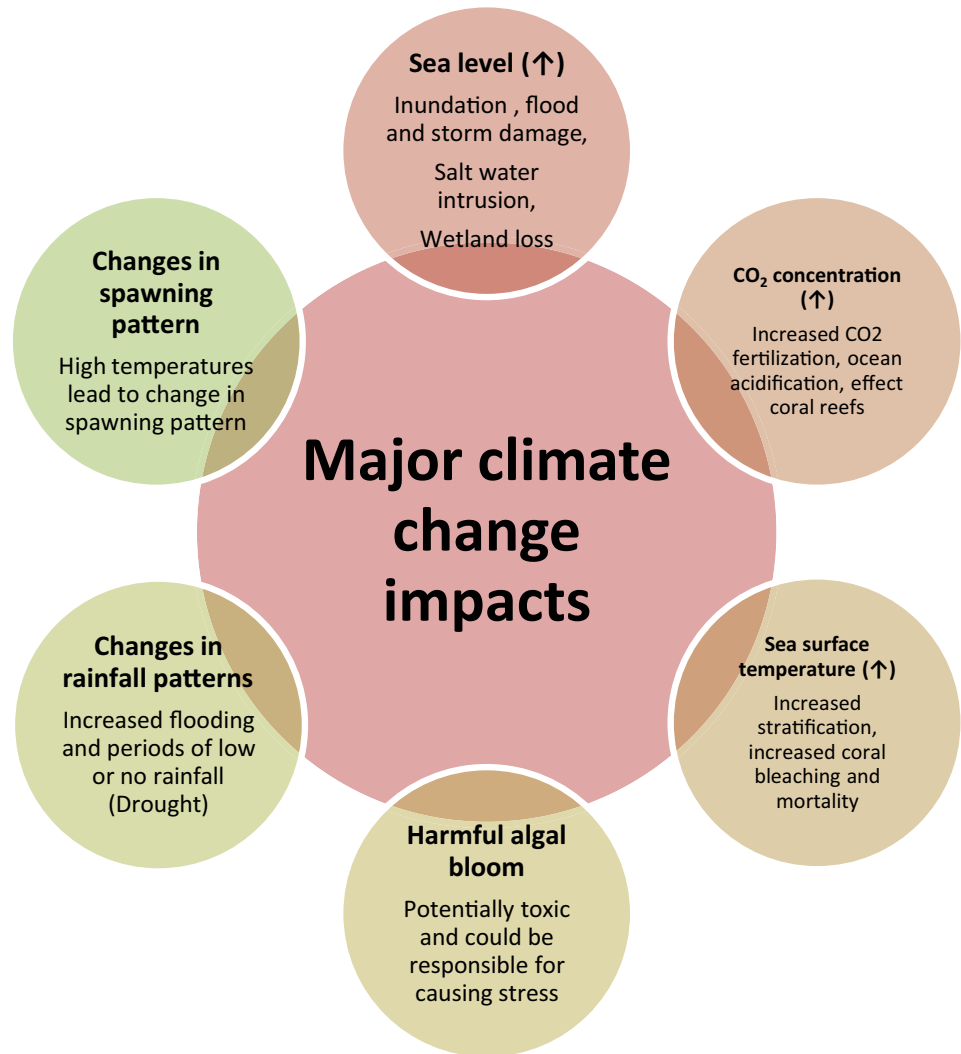 Sea level (↑)
Inundation , flood
and storm damage,
Salt water
intrusion,
Wetland loss
CO₂ concentration
(↑)
Increased CO2
fertilization, ocean
acidification, effect
coral reefs
Sea surface
temperature (↑)
Increased
stratification,
increased coral
bleaching and
mortality
Harmful algal
bloom
Potentially toxic
and could be
responsible for
causing stress
Changes in
rainfall patterns
Increased flooding
and periods of low
or no rainfall
(Drought)
Changes in
spawning
pattern
High temperatures
lead to change in
spawning pattern
Major climate
change
impacts